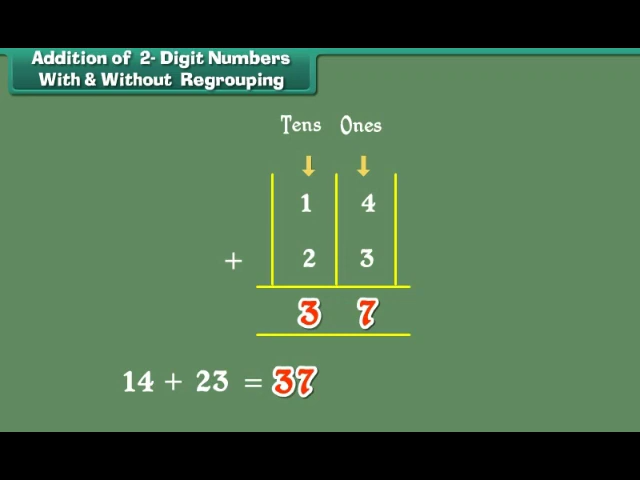 Addition of 2- Digit Numbers
With & Without Regrouping
Tens Ones
1 4
+ 2 3
3 7
14 + 23 = 37